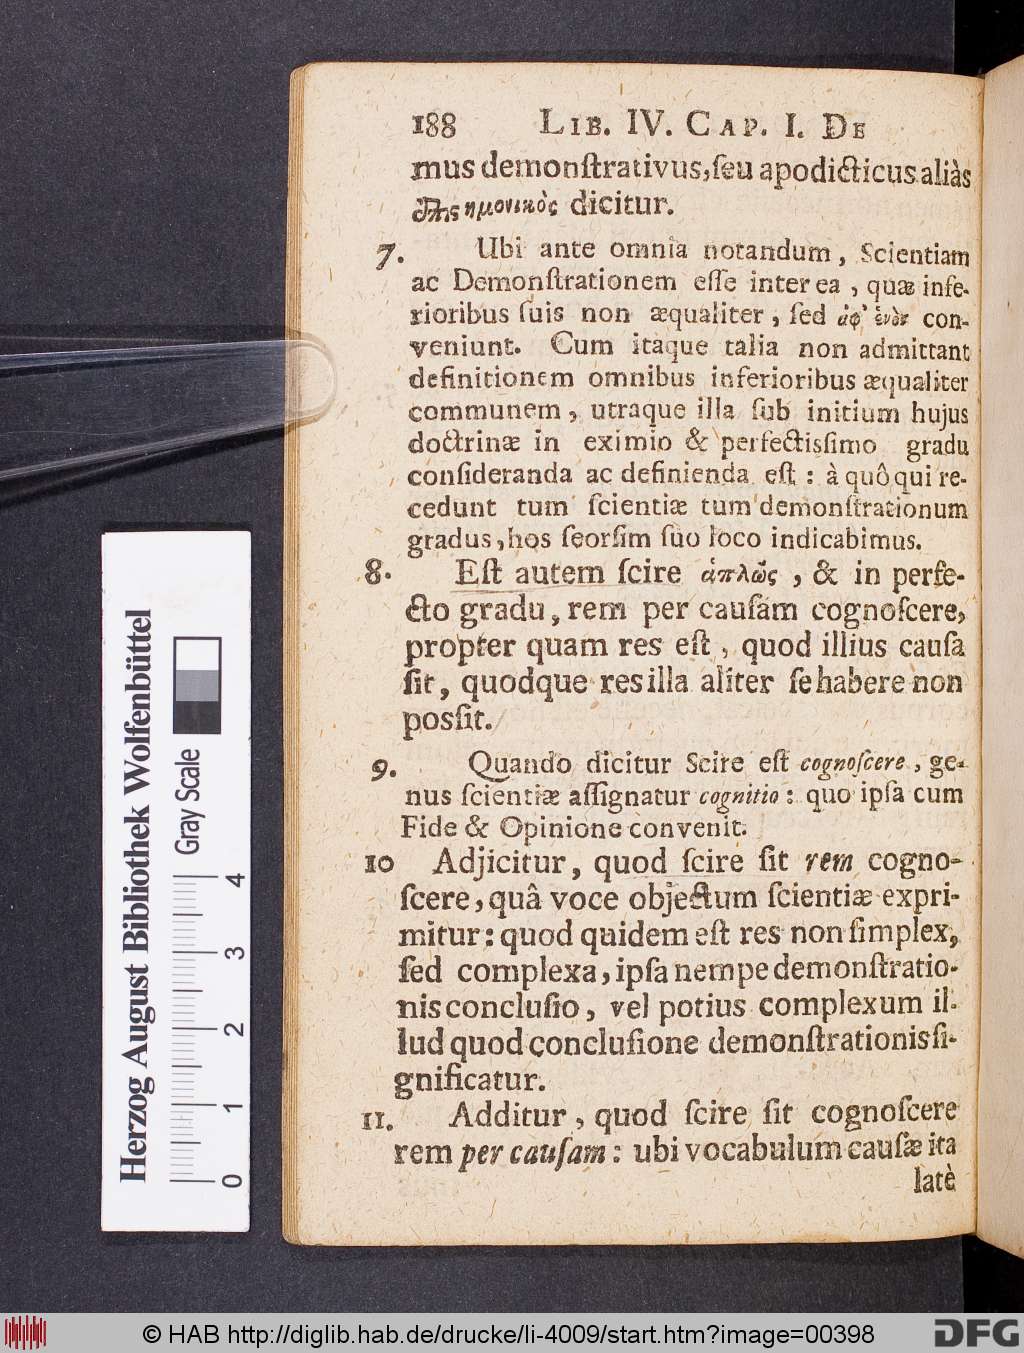 188 LIB. IV. CAP. I. DE
mus demonſtrativus, ſeu apodicticus aliàs
ἐπιςημονικὸς dicitur.
7. Ubi ante omnia notandum, Scientiam
ac Demonſtrationem eſſe inter ea, quæ infe-
rioribus ſuis non æqualiter, ſed ἀφ' ἑνὸς con-
veniunt. Cum itaque talia non admittant
definitionem omnibus inferioribus æqualiter
communem, utraque illa ſub initium hujus
doctrinæ in eximio & perfectisſimo gradu
conſideranda ac definienda eſt: à quô qui re-
cedunt tum ſcientiæ tum demonſtrationum
gradus, hos ſeorſim ſuo loco indicabimus.
8. Eſt autem ſcire ἁπλῶς, & in perfe-
cto gradu, rem per cauſam cognoſcere,
propter quam res eſt, quod illius cauſa
ſit, quodque res illa aliter ſe habere non
posſit.
9. Quando dicitur Scire eſt cognoſcere, ge-
nus ſcientiæ aſſignatur cognitio: quo ipſa cum
Fide & Opinione convenit.
10 Adjicitur, quod ſcire ſit rem cogno-
ſcere, quâ voce objectum ſcientiæ expri-
mitur: quod quidem eſt res non ſimplex,
ſed complexa, ipſa nempe demonſtratio-
nis concluſio, vel potius complexum il-
lud quod concluſione demonſtrationis ſi-
gnificatur.
11. Additur, quod ſcire ſit cognoſcere
rem per cauſam: ubi vocabulum cauſæ ita
latè
Herzog August Bibliothek Wolfenbüttel
Gray Scale
0 1 2 3 4
© HAB http://diglib.hab.de/drucke/li-4009/start.htm?image=00398
DFG